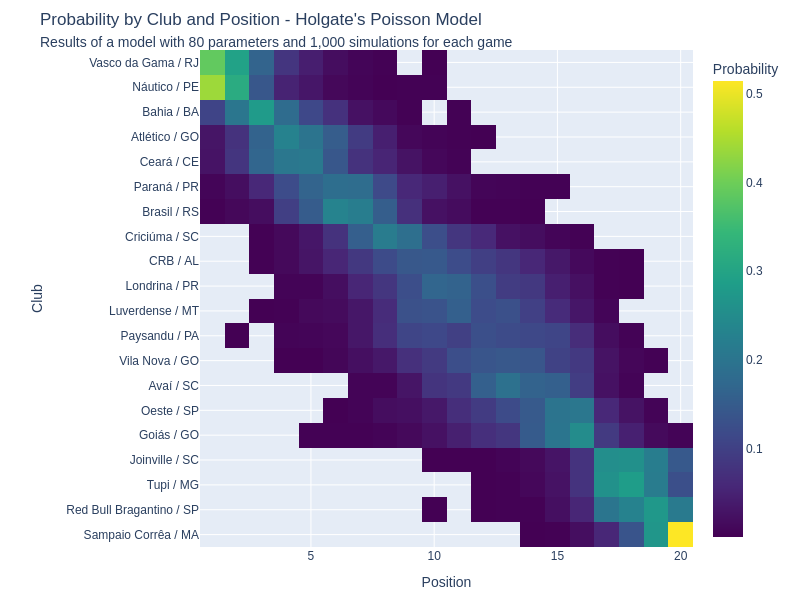 Probability by Club and Position - Holgate's Poisson Model
Results of a model with 80 parameters and 1,000 simulations for each game
Probability
Vasco da Gama / RJ
Náutico / PE
Bahia / BA
Atlético / GO
Ceará / CE
Paraná / PR
Brasil / RS
Criciúma / SC
CRB / AL
Londrina / PR
Luverdense / MT
Paysandu / PA
Vila Nova / GO
Avaí / SC
Oeste / SP
Goiás / GO
Joinville / SC
Tupi / MG
Red Bull Bragantino / SP
Sampaio Corrêa / MA
Club
0.5
0.4
0.3
0.2
0.1
5
10
15
20
Position